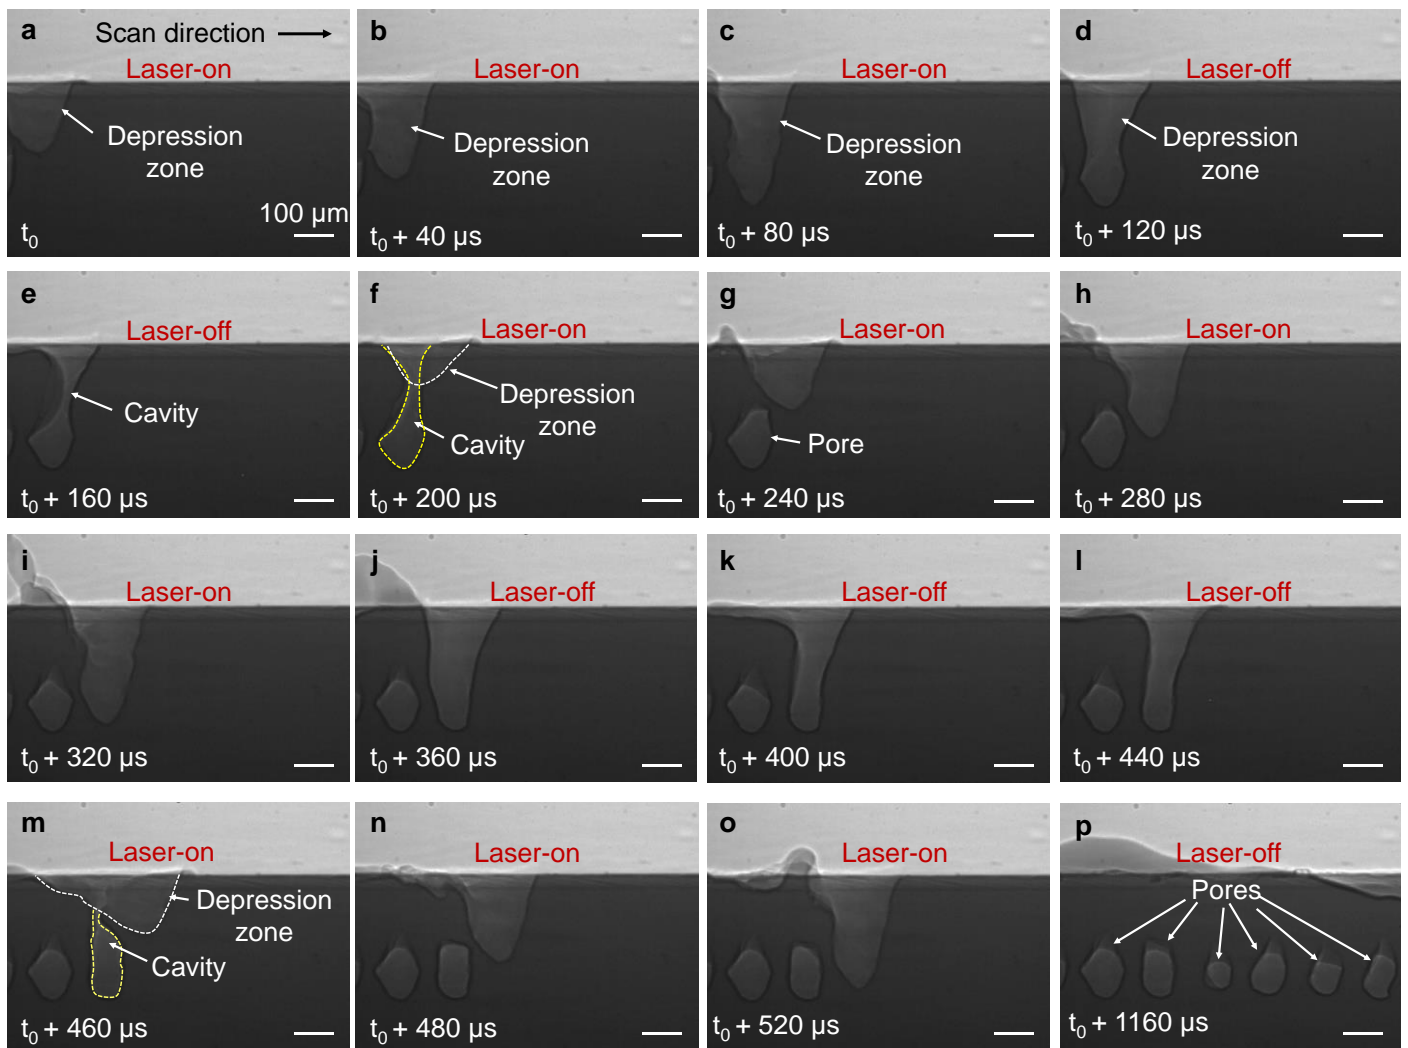 a
Scan direction
Laser-on
Depression
zone
100 µm
t0
b
Laser-on
Depression
zone
t0 + 40 µs
c
Laser-on
Depression
zone
t0 + 80 µs
d
Laser-off
Depression
zone
t0 + 120 µs
e
Laser-off
Cavity
t0 + 160 µs
f
Laser-on
Depression
zone
Cavity
t0 + 200 µs
g
Laser-on
Pore
t0 + 240 µs
h
Laser-on
t0 + 280 µs
i
Laser-on
t0 + 320 µs
j
Laser-off
t0 + 360 µs
k
Laser-off
t0 + 400 µs
l
Laser-off
t0 + 440 µs
m
Laser-on
Depression
zone
Cavity
t0 + 460 µs
n
Laser-on
t0 + 480 µs
o
Laser-on
t0 + 520 µs
p
Laser-off
Pores
t0 + 1160 µs